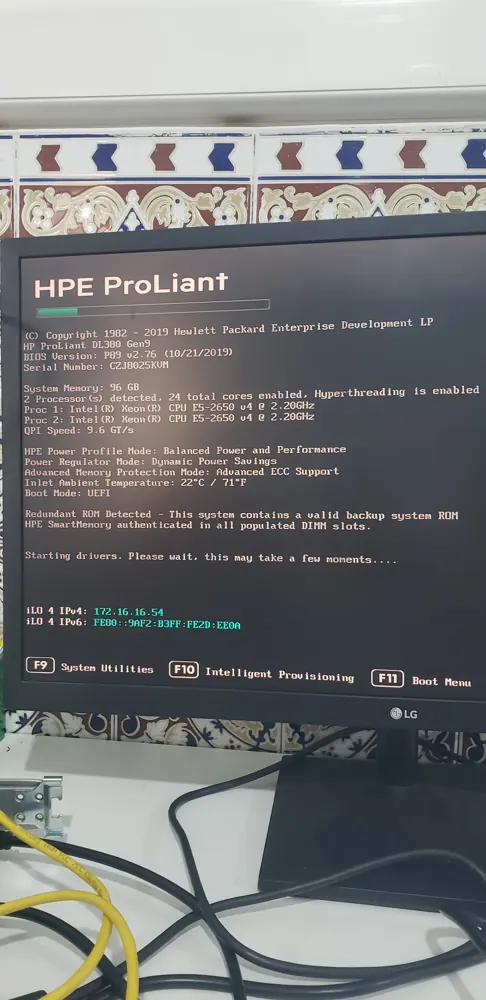 HPE ProLiant
(C) Copyright 1982 - 2019 Hewlett Packard Enterprise Development LP
HP ProLiant DL380 Gen9
BIOS Version: P89 v2.76 (10/21/2019)
Serial Number: C2J8025KVM
System Memory: 96 GB
2 Processor(s) detected, 24 total cores enabled, Hyperthreading is enabled
Proc 1: Intel(R) Xeon(R) CPU E5-2650 v4 @ 2.20GHz
Proc 2: Intel(R) Xeon(R) CPU E5-2650 v4 @ 2.20GHz
QPI Speed: 9.6 GT/s
HPE Power Profile Mode: Balanced Power and Performance
Power Regulator Mode: Dynamic Power Savings
Advanced Memory Protection Mode: Advanced ECC Support
Inlet Ambient Temperature: 22°C / 71°F
Boot Mode: UEFI
Redundant ROM Detected - This system contains a valid backup system ROM
HPE SmartMemory authenticated in all populated DIMM slots.
Starting drivers. Please wait, this may take a few moments....
iLO 4 IPv4: 172.16.16.54
iLO 4 IPv6: FE80::9AF2:B3FF:FE2D:EE0A
F9 System Utilities F10 Intelligent Provisioning F11 Boot Menu
LG